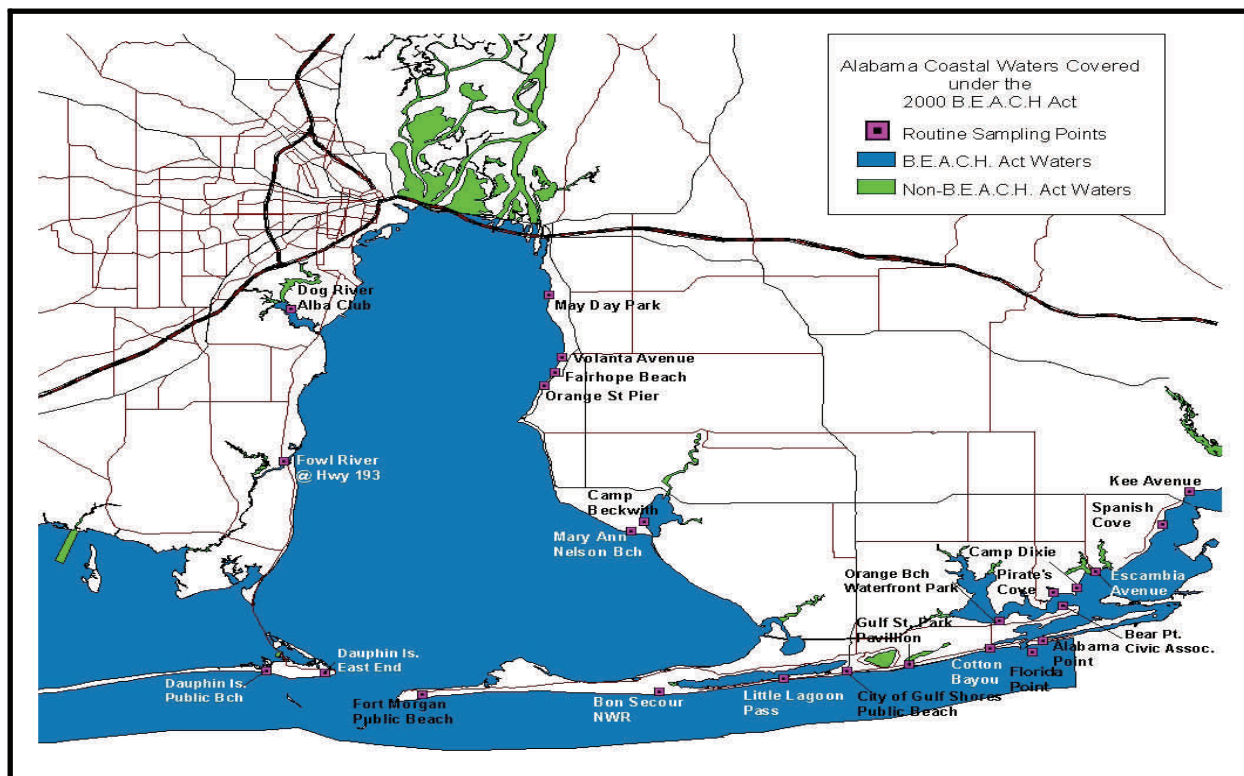 Alabama Coastal Waters Covered
under the
2000 B.E.A.C.H Act
Routine Sampling Points
B.E.A.C.H. Act Waters
Non-B.E.A.C.H. Act Waters
Dog River
Alba Club
May Day Park
Volanta Avenue
Fairhope Beach
Orange St Pier
Fowl River
@ Hwy 193
Camp
Beckwith
Mary Ann
Nelson Bch
Kee Avenue
Spanish
Cove
Camp Dixie
Orange Bch
Waterfront Park
Pirate's
Cove
Escambia
Avenue
Gulf St. Park
Pavillion
Bear Pt.
Civic Assoc.
Alabama
Point
Dauphin Is.
East End
Dauphin Is.
Public Bch
Fort Morgan
Public Beach
Bon Secour
NWR
Little Lagoon
Pass
City of Gulf Shores
Public Beach
Cotton
Bayou
Florida
Point